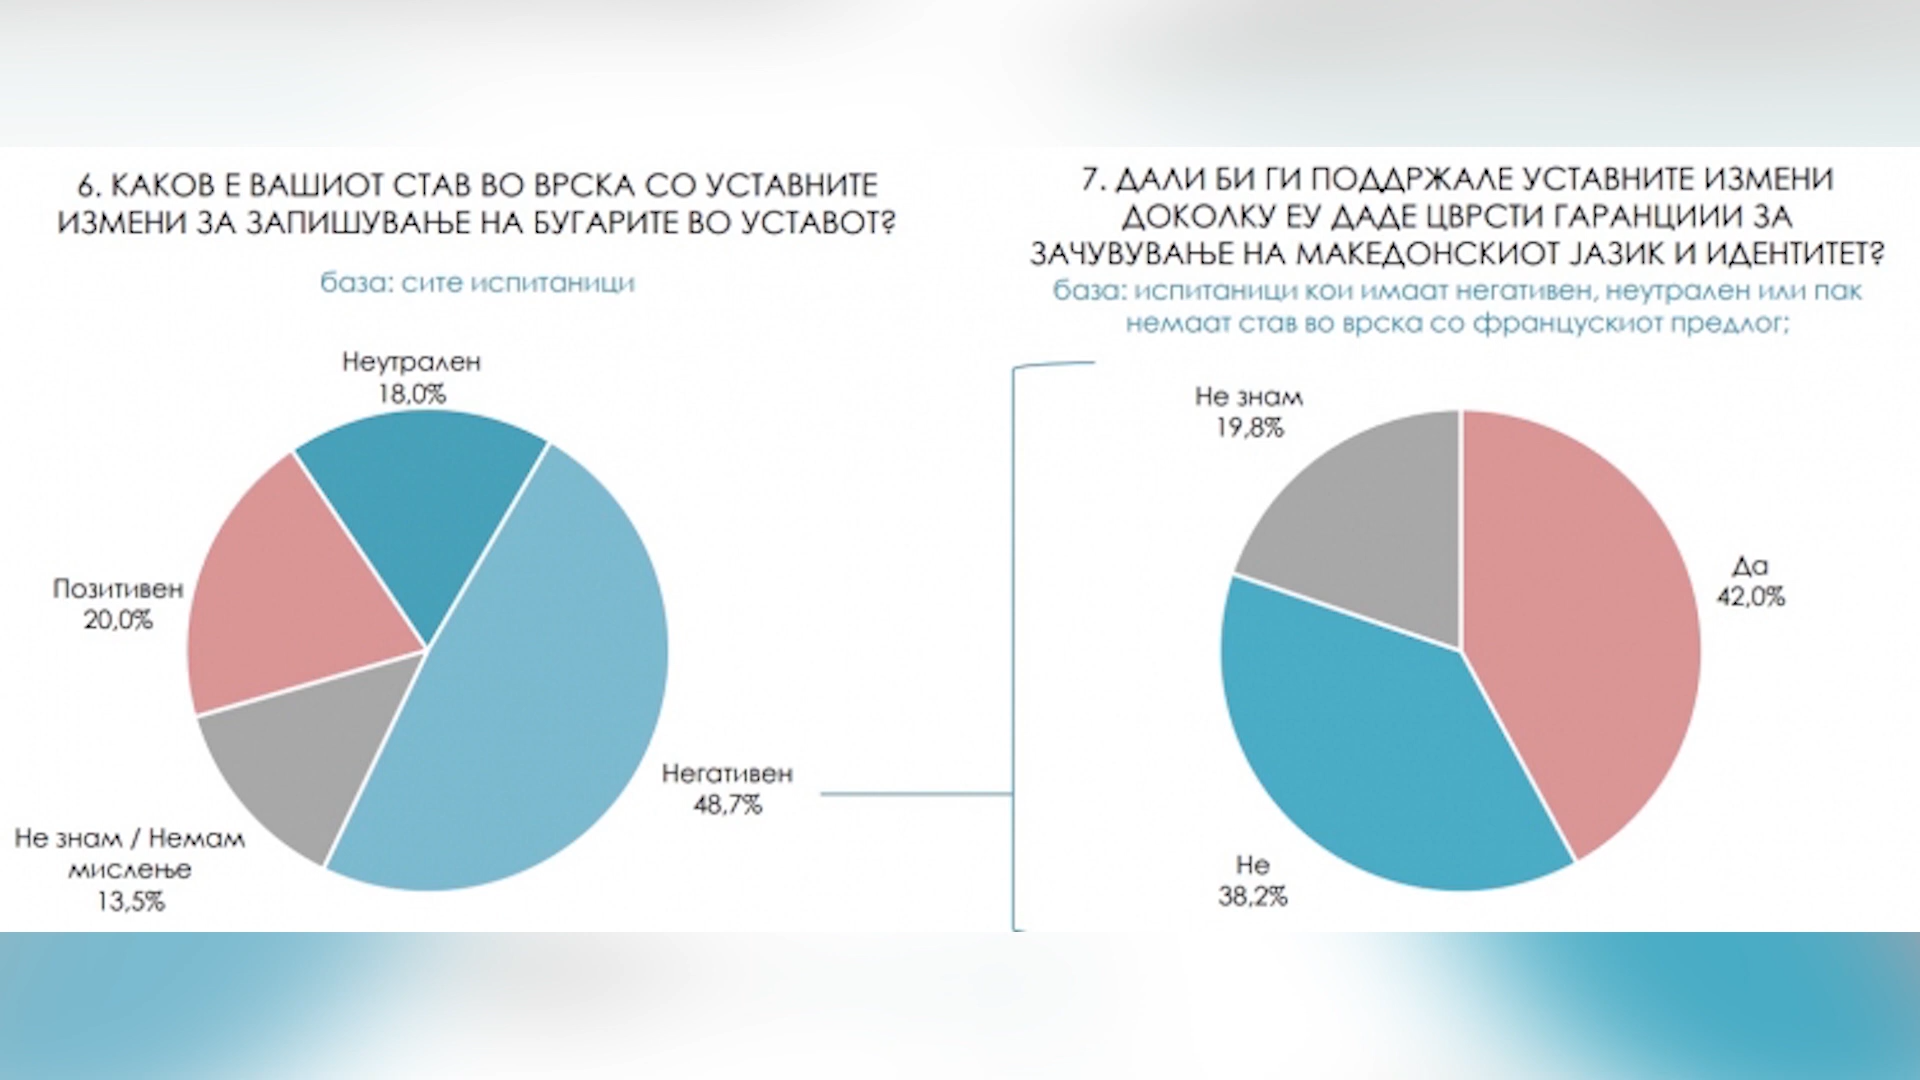 6. КАКОВ Е ВАШИОТ СТАВ ВО ВРСКА СО УСТАВНИТЕ
ИЗМЕНИ ЗА ЗАПИШУВАЊЕ НА БУГАРИТЕ ВО УСТАВОТ?
база: сите испитаници
Неутрален
18,0%
Позитивен
20,0%
Негативен
48,7%
Не знам / Немам
мислење
13,5%
7. ДАЛИ БИ ГИ ПОДДРЖАЛЕ УСТАВНИТЕ ИЗМЕНИ
ДОКОЛКУ ЕУ ДАДЕ ЦВРСТИ ГАРАНЦИИИ ЗА
ЗАЧУВУВАЊЕ НА МАКЕДОНСКИОТ ЈАЗИК И ИДЕНТИТЕТ?
база: испитаници кои имаат негативен, неутрален или пак
немаат став во врска со францускиот предлог;
Не знам
19,8%
Да
42,0%
Не
38,2%